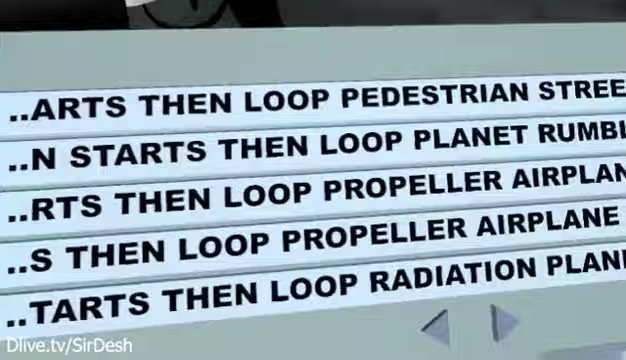 ..ARTS THEN LOOP PEDESTRIAN STREE
..N STARTS THEN LOOP PLANET RUMBL
..RTS THEN LOOP PROPELLER AIRPLAN
..S THEN LOOP PROPELLER AIRPLANE
..TARTS THEN LOOP RADIATION PLAN
Dlive.tv/SirDesh